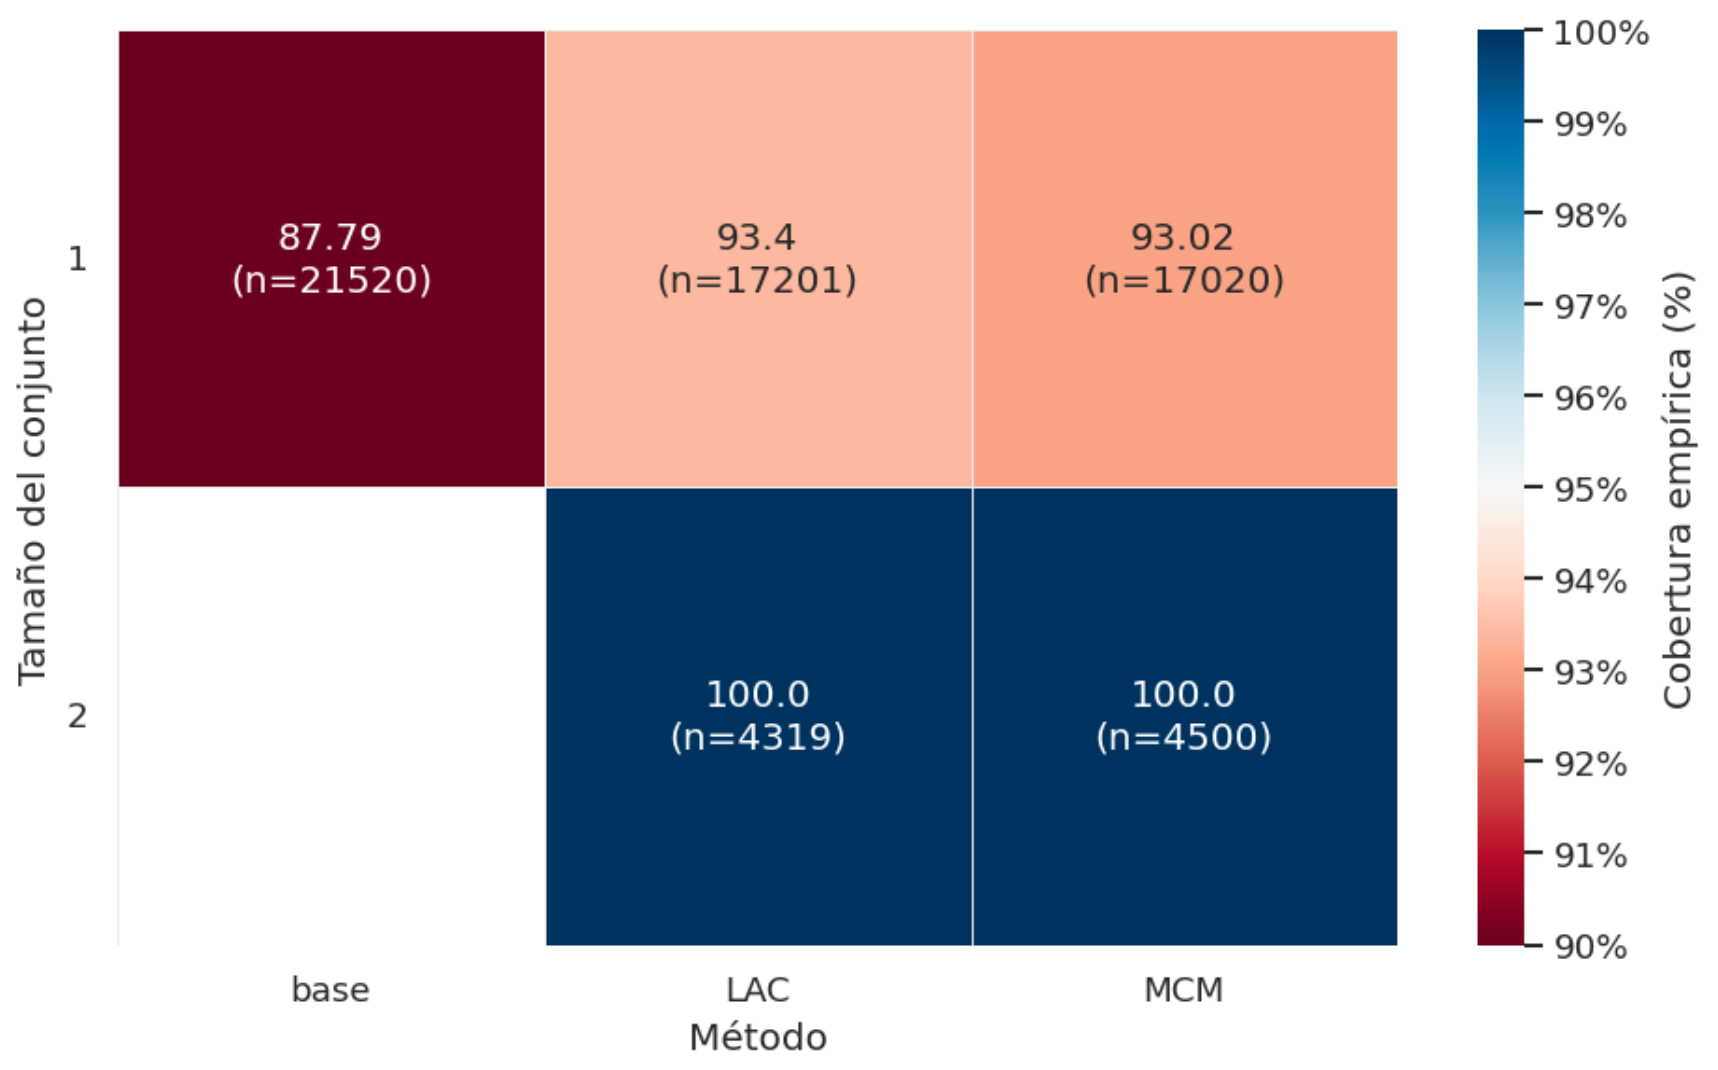 Tamaño del conjunto
1
2
87.79
(n=21520)
93.4
(n=17201)
93.02
(n=17020)
100.0
(n=4319)
100.0
(n=4500)
base
LAC
MCM
Método
100%
99%
98%
97%
96%
95%
94%
93%
92%
91%
90%
Cobertura empírica (%)